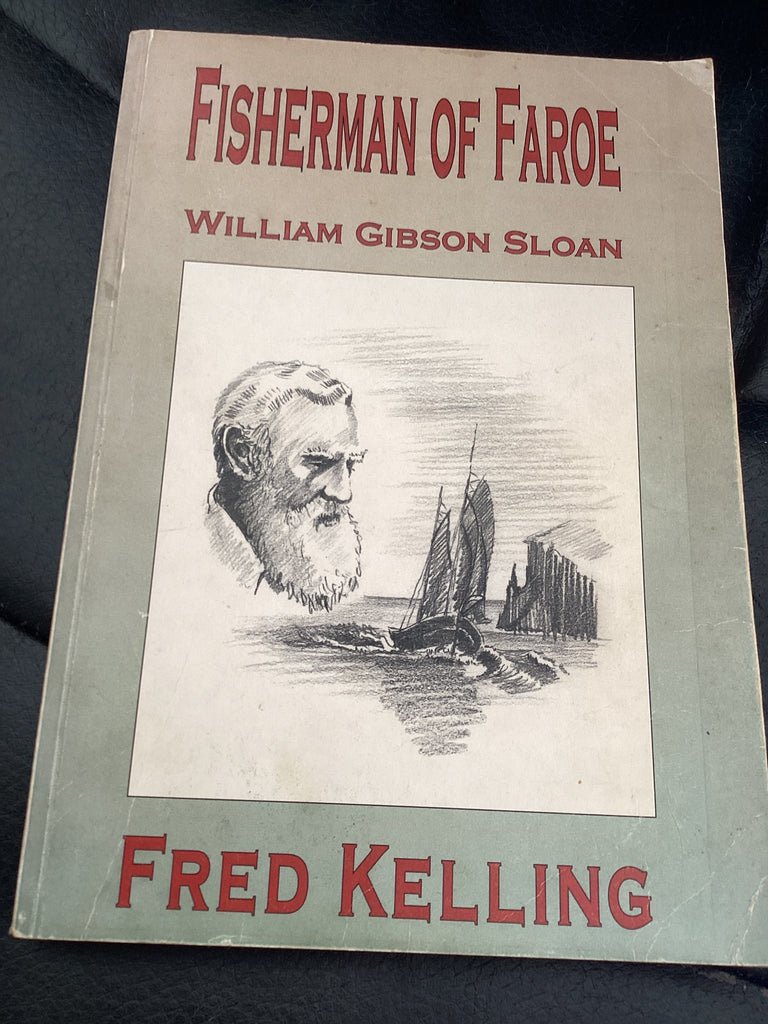 FISHERMAN OF FAROE
WILLIAM GIBSON SLOAN
FRED KELLING